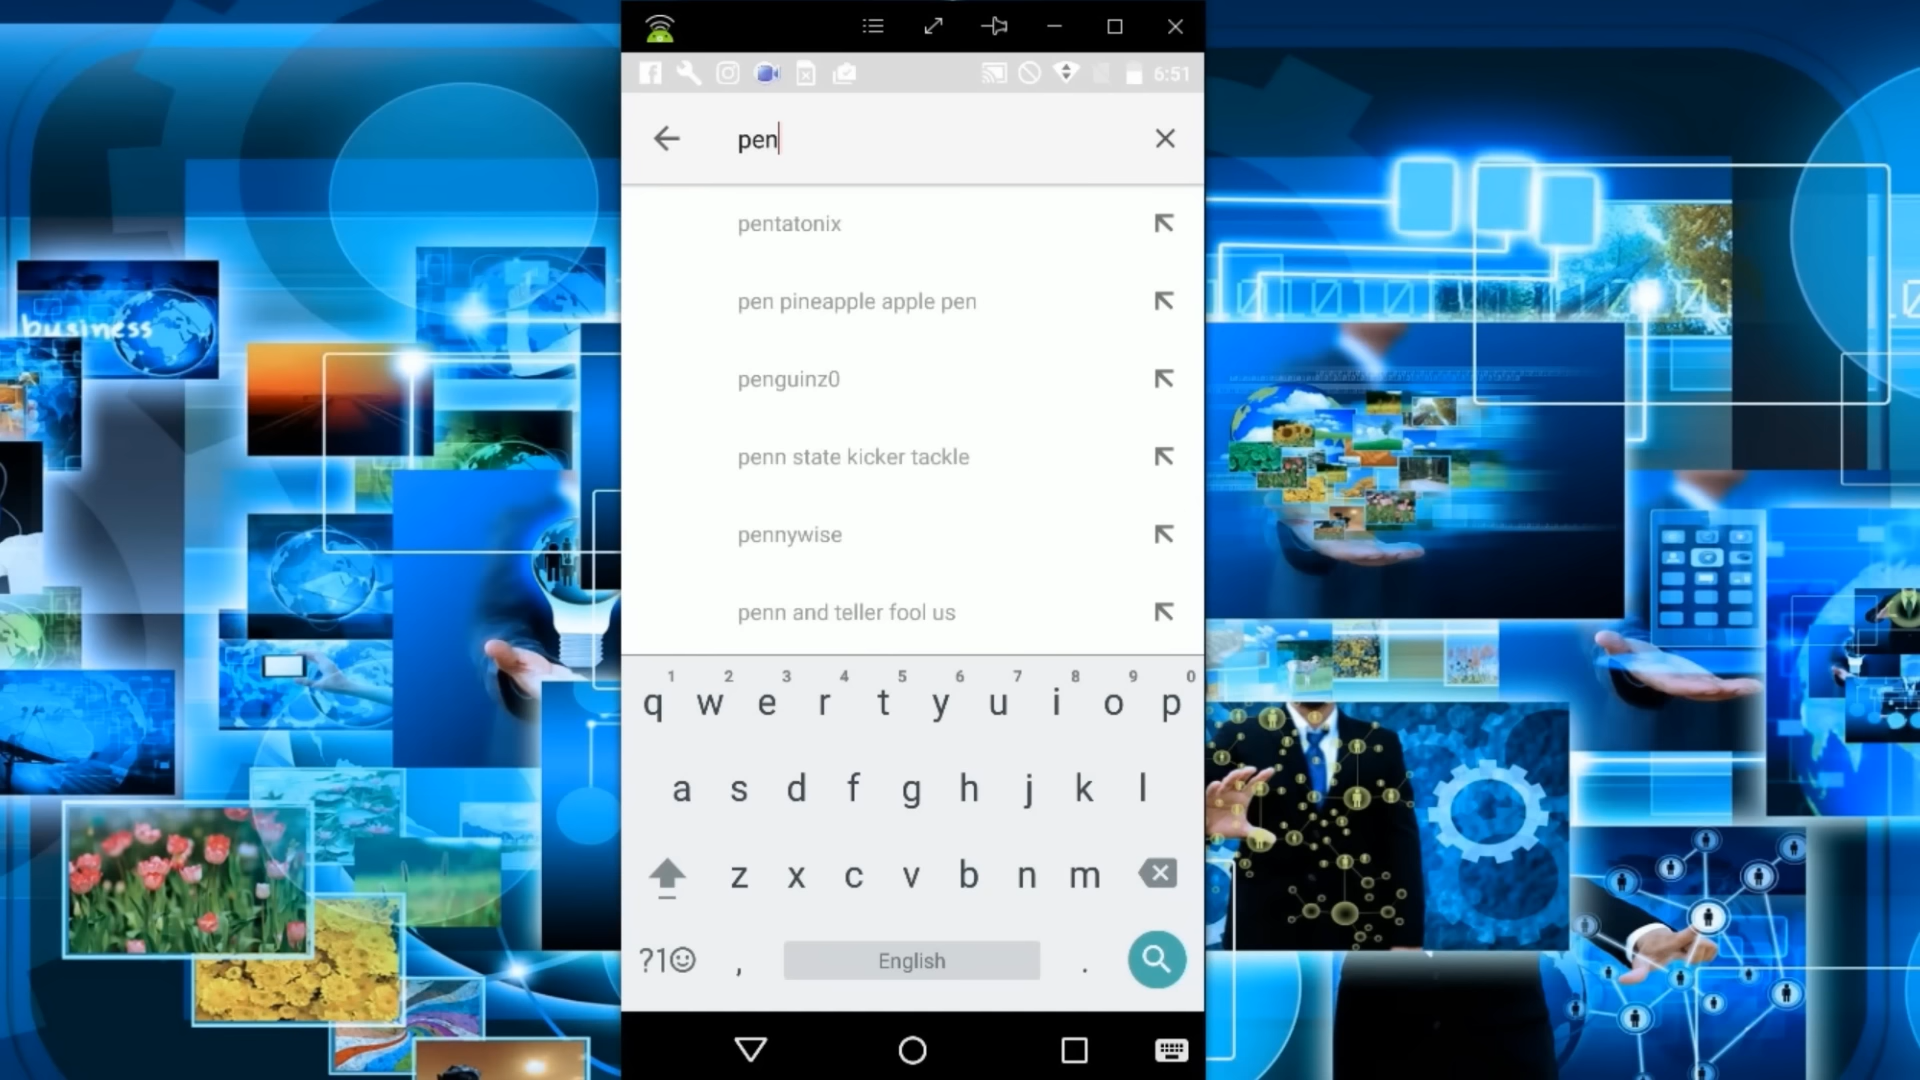 6:51
pen
pentatonix
pen pineapple apple pen
penguinz0
penn state kicker tackle
pennywise
penn and teller fool us
1 2 3 4 5 6 7 8 9 0
q w e r t y u i o p
a s d f g h j k l
z x c v b n m
?1☺ , English .
business